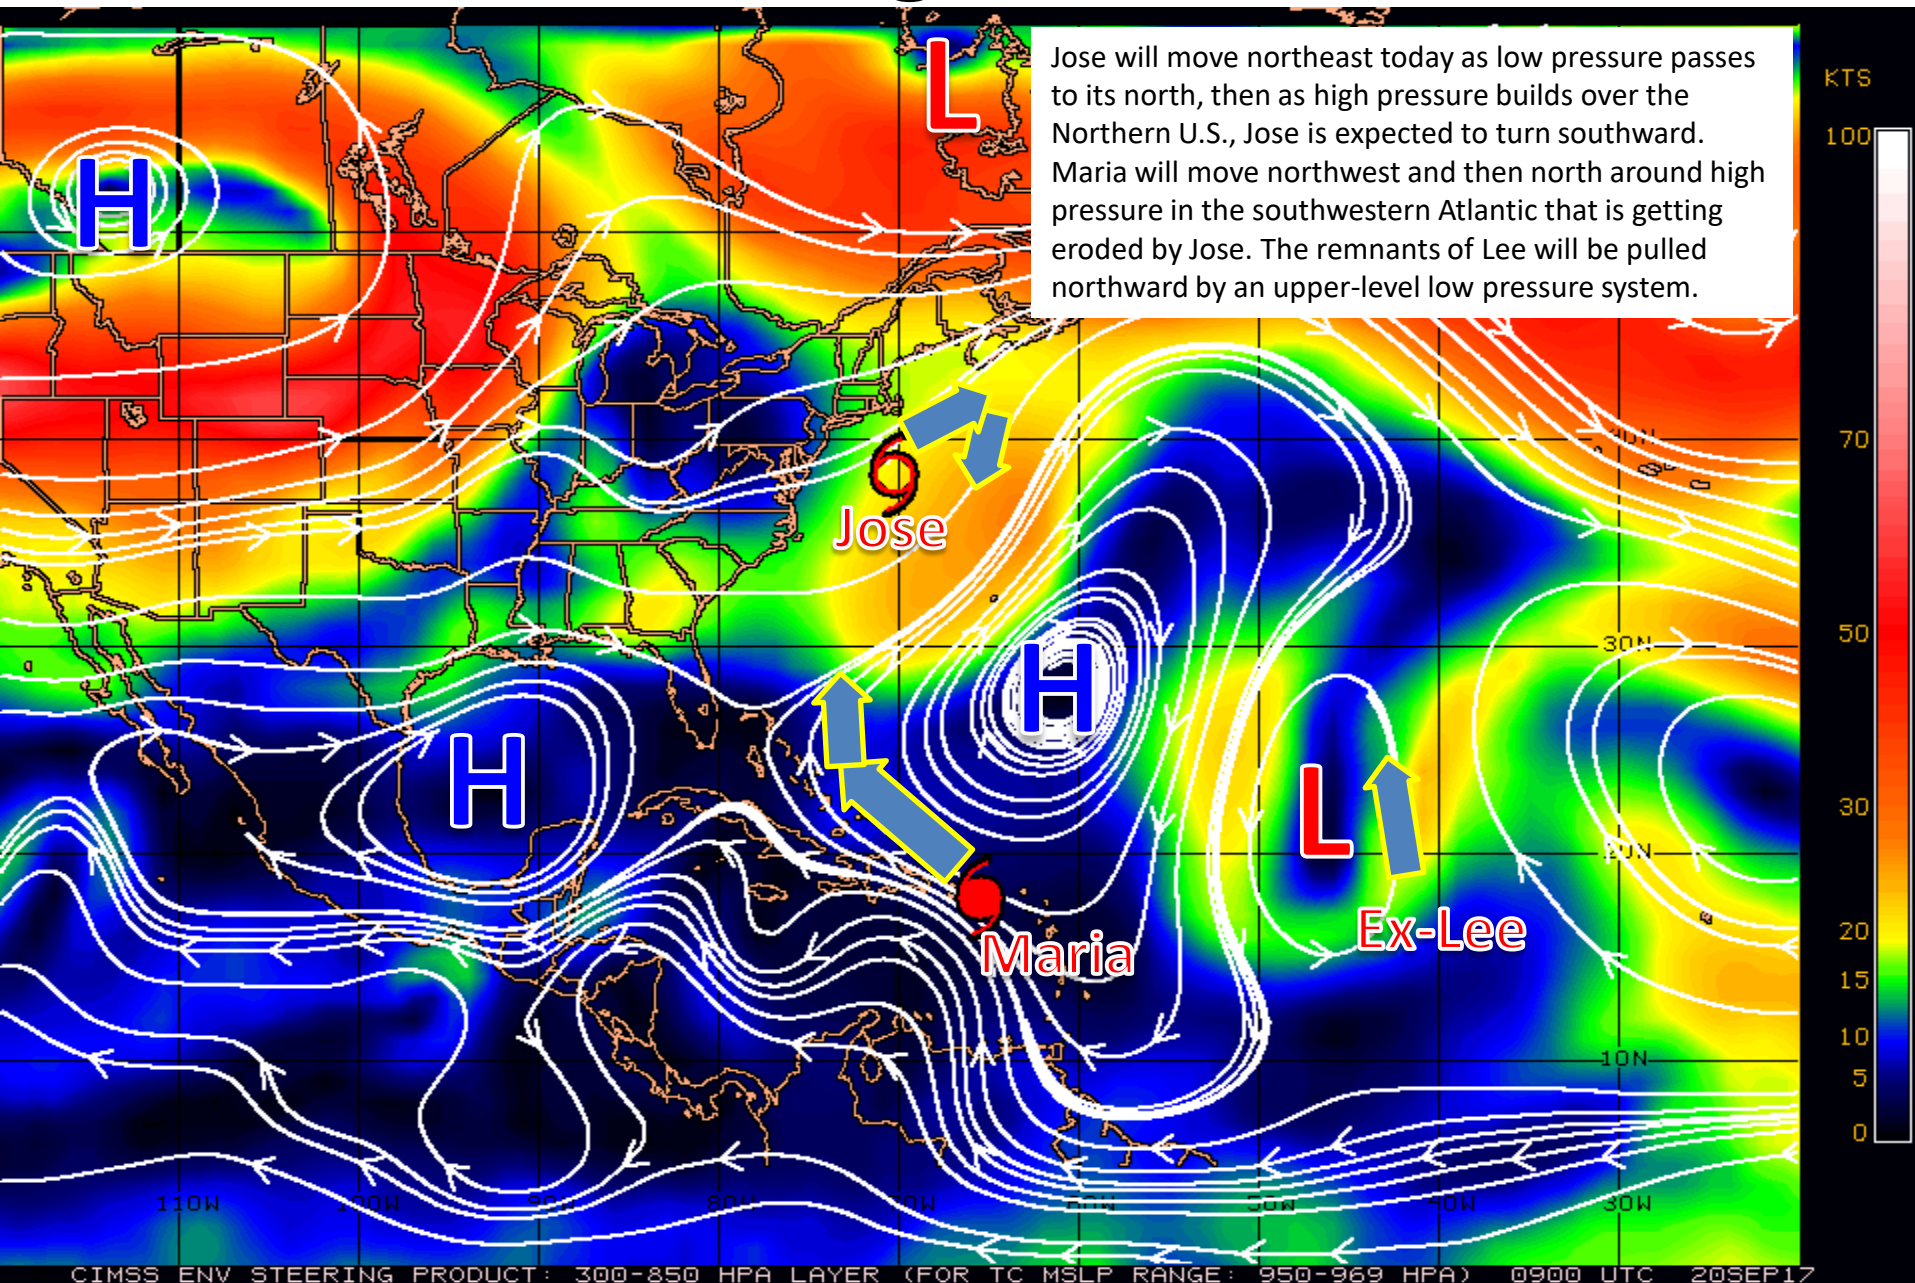 L
Jose will move northeast today as low pressure passes
to its north, then as high pressure builds over the
Northern U.S., Jose is expected to turn southward.
Maria will move northwest and then north around high
pressure in the southwestern Atlantic that is getting
eroded by Jose. The remnants of Lee will be pulled
northward by an upper-level low pressure system.
KTS
100
H
70
Jose
50
30N
H
H
30
L
20N
Maria
Ex-Lee
20
15
10N
10
5
0
110W 100W 90W 80W 70W 60W 50W 40W 30W
CIMSS ENV STEERING PRODUCT: 300-850 HPA LAYER (FOR TC MSLP RANGE: 950-969 HPA) 0900 UTC 20SEP17